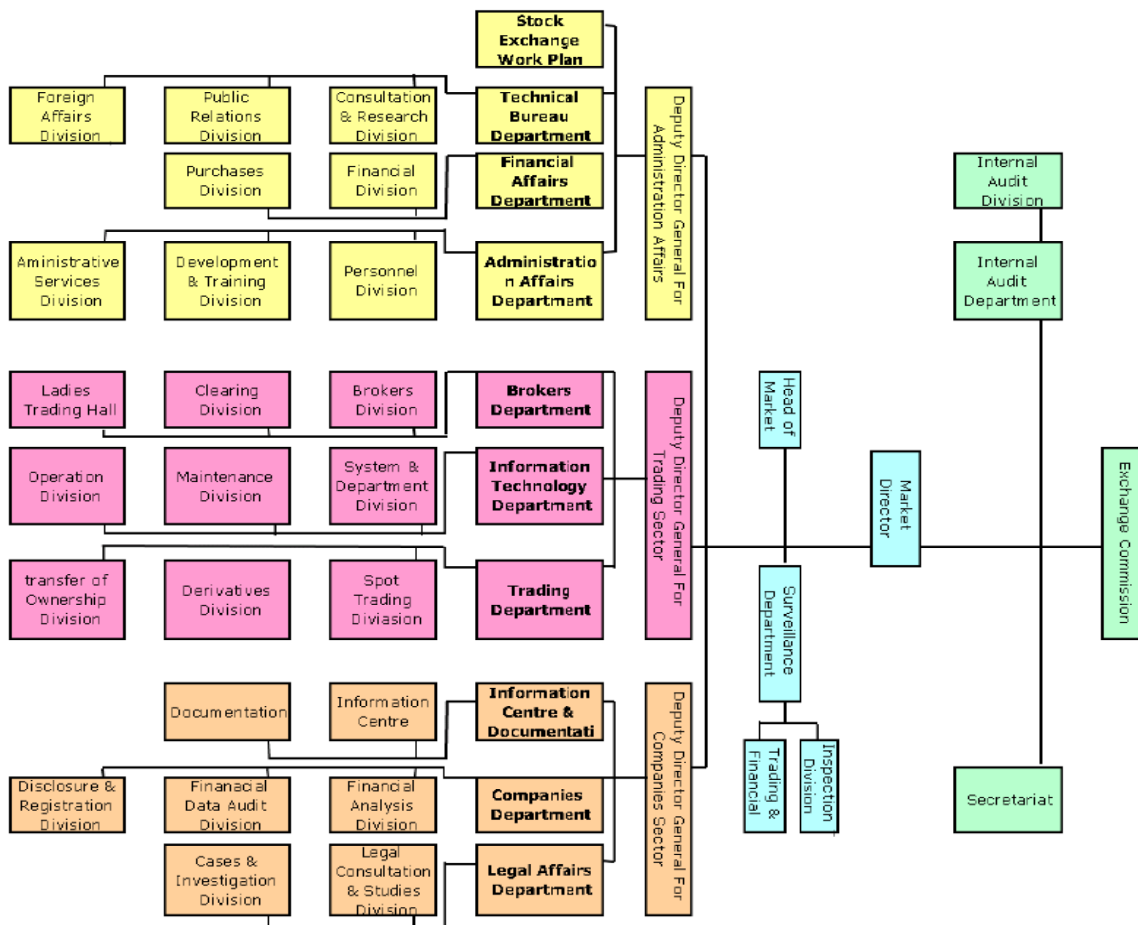 Stock
Exchange
Work Plan
Foreign
Affairs
Division
Public
Relations
Division
Consultation
& Research
Division
Technical
Bureau
Department
Purchases
Division
Financial
Division
Financial
Affairs
Department
Aministrative
Services
Division
Development
& Training
Division
Personnel
Division
Administratio
n Affairs
Department
Deputy Director General For
Administration Affairs
Internal
Audit
Division
Internal
Audit
Department
Ladies
Trading Hall
Clearing
Division
Brokers
Division
Brokers
Department
Operation
Division
Maintenance
Division
System &
Department
Division
Information
Technology
Department
transfer of
Ownership
Division
Derivatives
Division
Spot
Trading
Diviasion
Trading
Department
Deputy Director General For
Trading Sector
Head of
Market
Market
Director
Exchange Commission
Surveillance
Department
Trading &
Financial
Inspection
Division
Secretariat
Documentation
Information
Centre
Information
Centre &
Documentati
Disclosure &
Registration
Division
Finanacial
Data Audit
Division
Financial
Analysis
Division
Companies
Department
Cases &
Investigation
Division
Legal
Consultation
& Studies
Division
Legal Affairs
Department
Deputy Director General For
Companies Sector